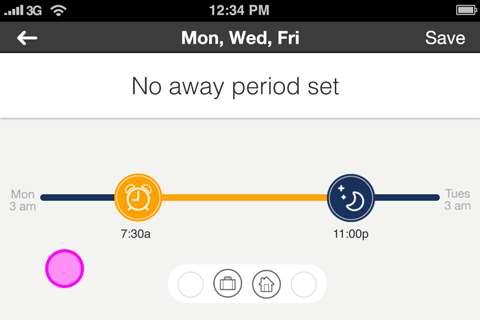 3G 12:34 PM
Mon, Wed, Fri Save
No away period set
Mon
3 am
Tues
3 am
7:30a 11:00p